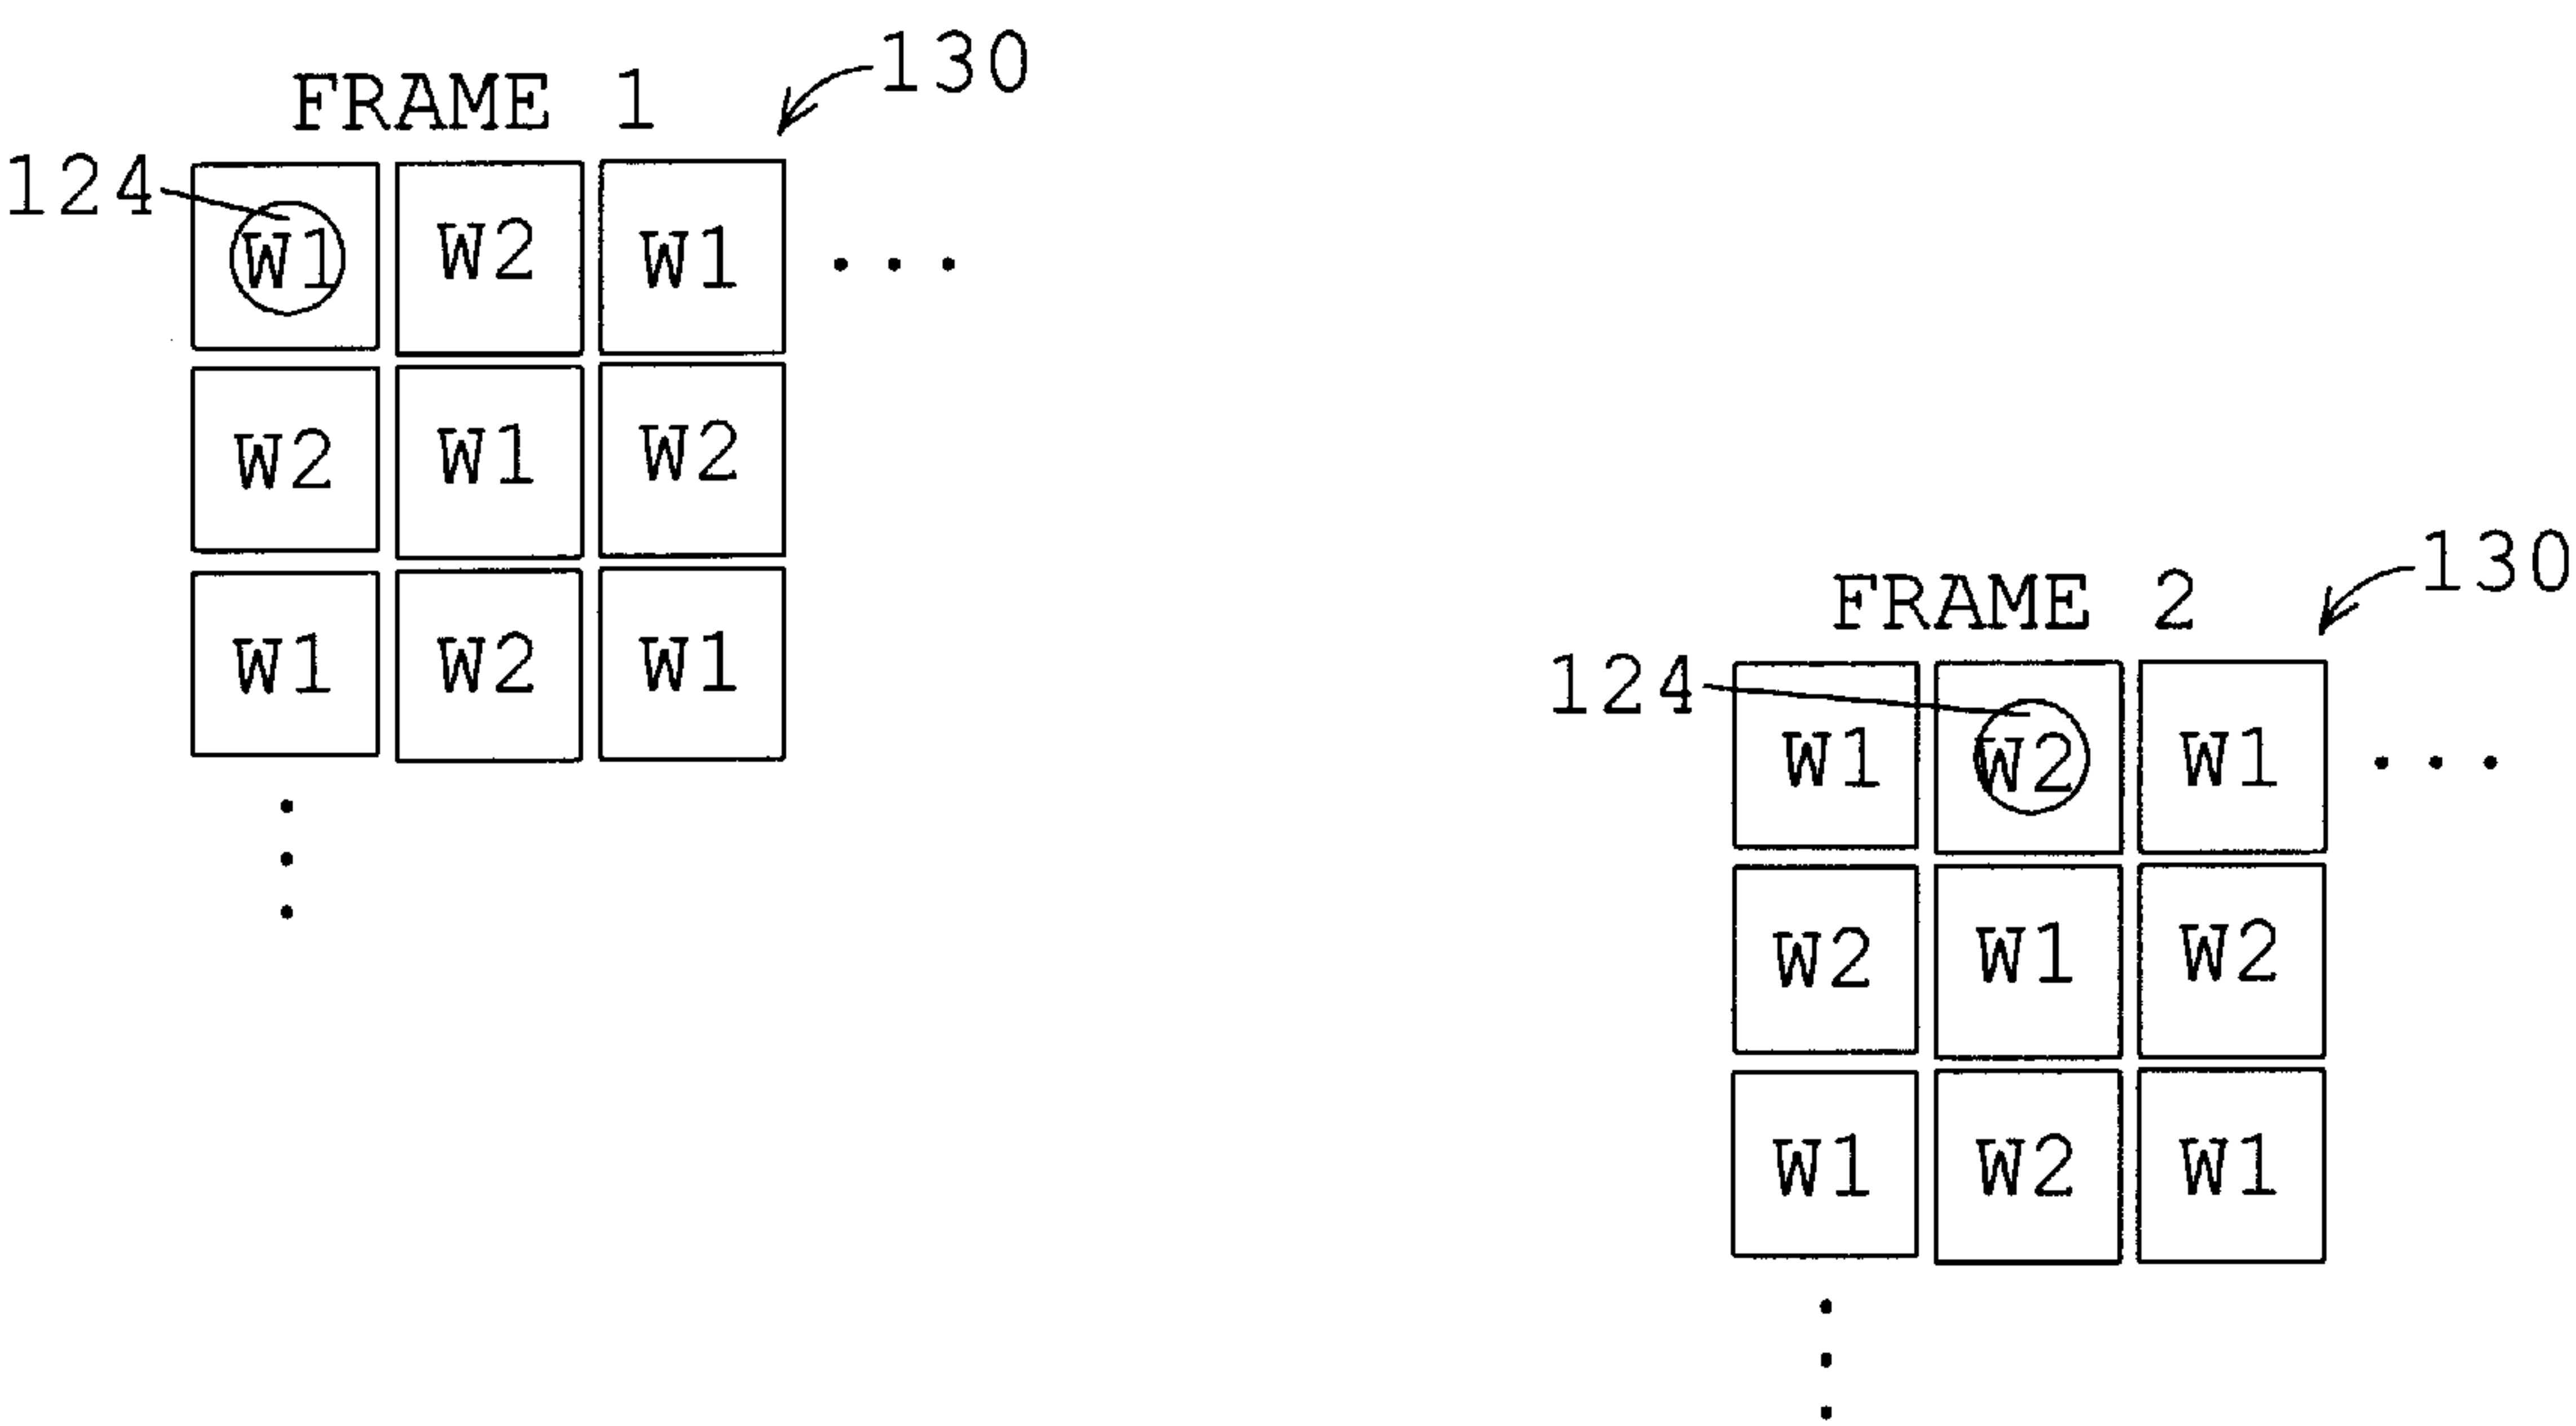 FRAME 1 130
124
W1 W2 W1 . . .
W2 W1 W2
W1 W2 W1
.
.
.
FRAME 2 130
124
W1 W2 W1 . . .
W2 W1 W2
W1 W2 W1
.
.
.